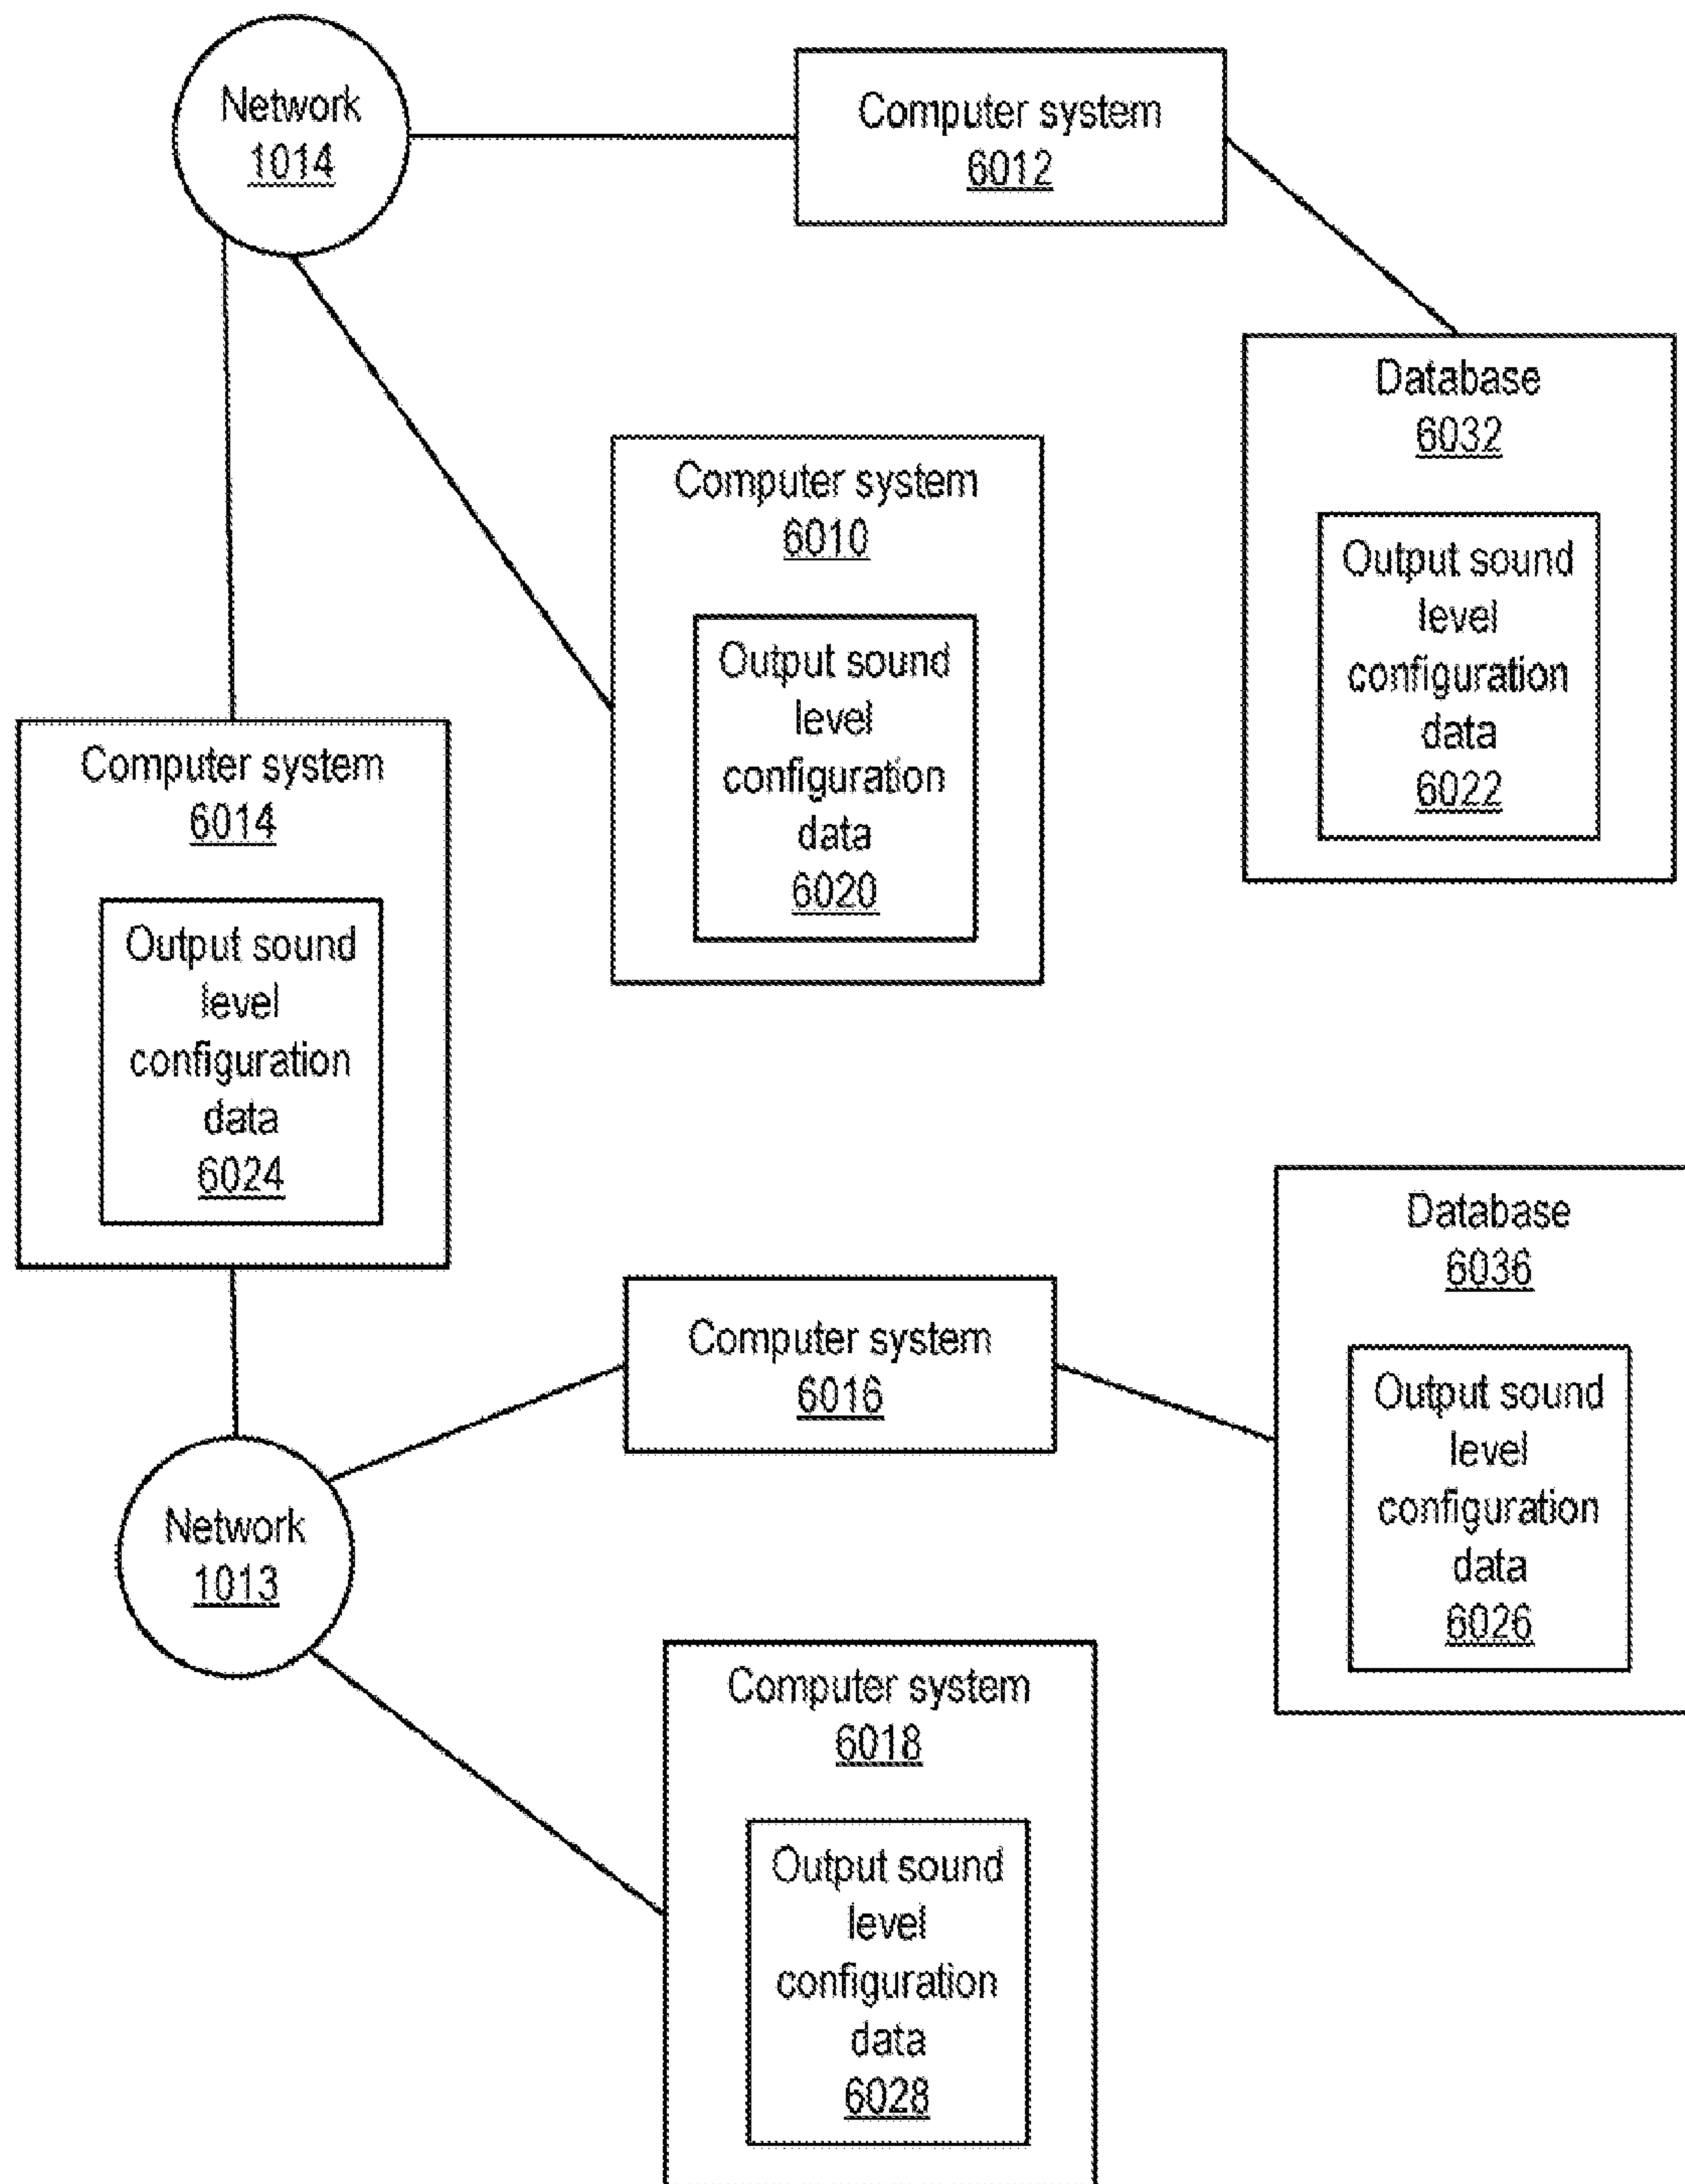 Network
1014
Computer system
6012
Database
6032
Output sound
level
configuration
data
6022
Computer system
6010
Output sound
level
configuration
data
6020
Computer system
6014
Output sound
level
configuration
data
6024
Database
6036
Output sound
level
configuration
data
6026
Computer system
6016
Network
1013
Computer system
6018
Output sound
level
configuration
data
6028